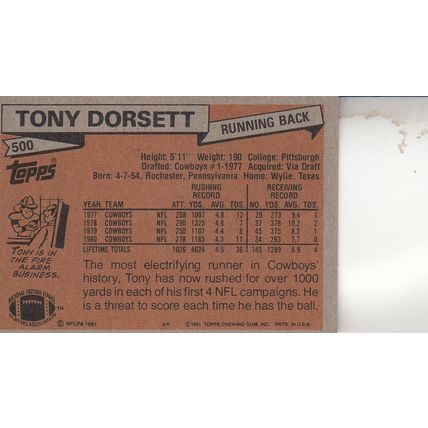 TONY DORSETT
RUNNING BACK
500
Topps
Height: 5'11" Weight: 190 College: Pittsburgh
Drafted: Cowboys #1-1977 Acquired: Via Draft
Born: 4-7-54, Rochester, Pennsylvania Home: Wylie, Texas
RUSHING RECORD RECEIVING RECORD
YEAR TEAM ATT. YDS. AVG. TDS. NO. YDS. AVG. TDS.
1977 COWBOYS NFL 208 1007 4.8 12 29 273 9.4 1
1978 COWBOYS NFL 290 1325 4.6 7 37 378 10.2 2
1979 COWBOYS NFL 250 1107 4.4 6 45 375 8.3 1
1980 COWBOYS NFL 278 1185 4.3 11 34 263 7.7 0
LIFETIME TOTALS 1026 4624 4.5 36 145 1289 8.9 4
TONY IS IN
THE FIRE
ALARM
BUSINESS.
The most electrifying runner in Cowboys'
history, Tony has now rushed for over 1000
yards in each of his first 4 NFL campaigns. He
is a threat to score each time he has the ball.
NATIONAL FOOTBALL LEAGUE
PLAYERS ASSOCIATION
TM
© NFLPA 1981
© 1981 TOPPS CHEWING GUM, INC. PRTD. IN U.S.A.